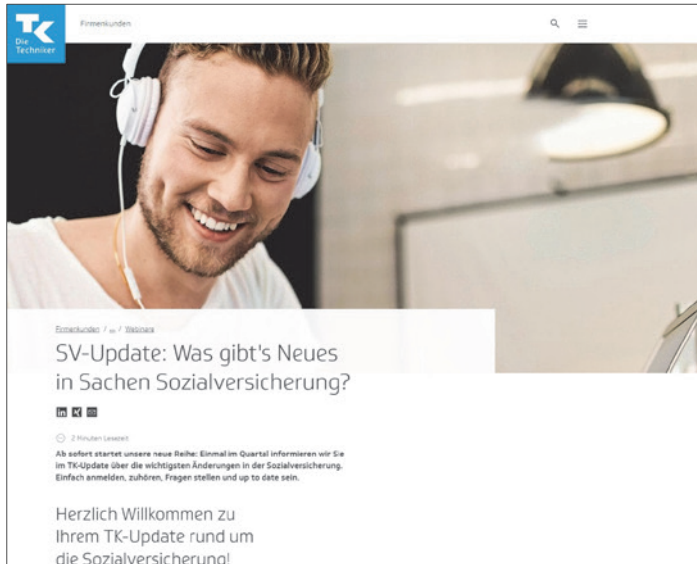 TK
Die
Techniker
Firmenkunden
Firmenkunden / ... / Webinare
SV-Update: Was gibt's Neues
in Sachen Sozialversicherung?
2 Minuten Lesezeit
Ab sofort startet unsere neue Reihe: Einmal im Quartal informieren wir Sie
im TK-Update über die wichtigsten Änderungen in der Sozialversicherung.
Einfach anmelden, zuhören, Fragen stellen und up to date sein.
Herzlich Willkommen zu
Ihrem TK-Update rund um
die Sozialversicherung!